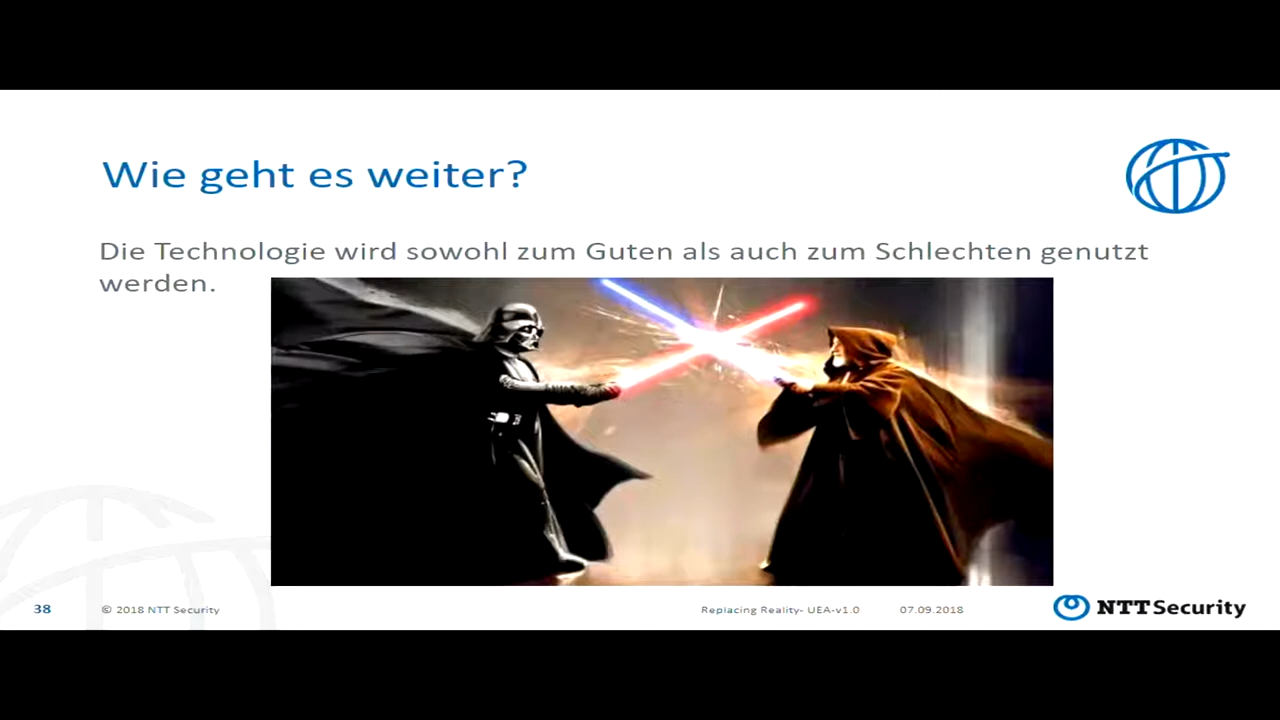 Wie geht es weiter?
Die Technologie wird sowohl zum Guten als auch zum Schlechten genutzt
werden.
38 © 2018 NTT Security Replacing Reality- UEA-v1.0 07.09.2018 NTT Security